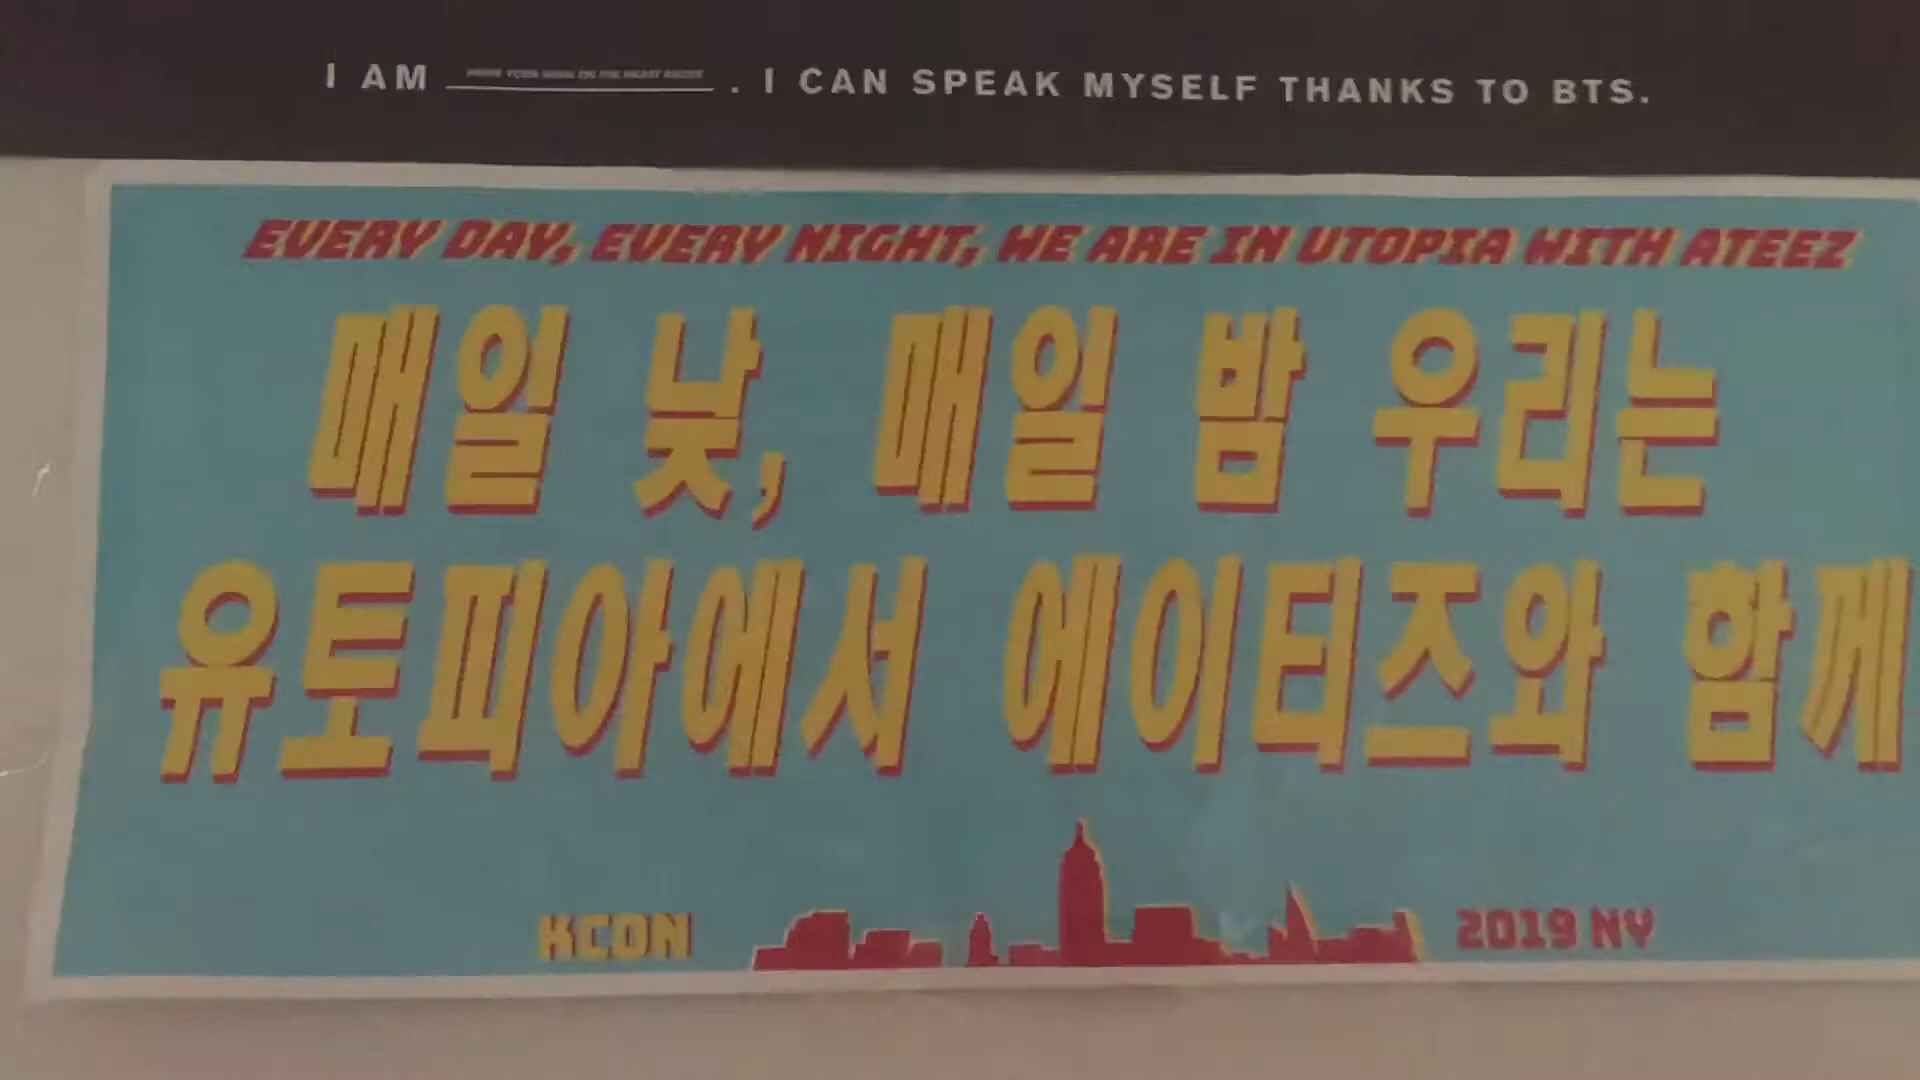 I AM ____. I CAN SPEAK MYSELF THANKS TO BTS.
EVERY DAY, EVERY NIGHT, WE ARE IN UTOPIA WITH ATEEZ
매일 낮, 매일 밤 우리는
유토피아에서 에이티즈와 함께
KCON 2019 NY